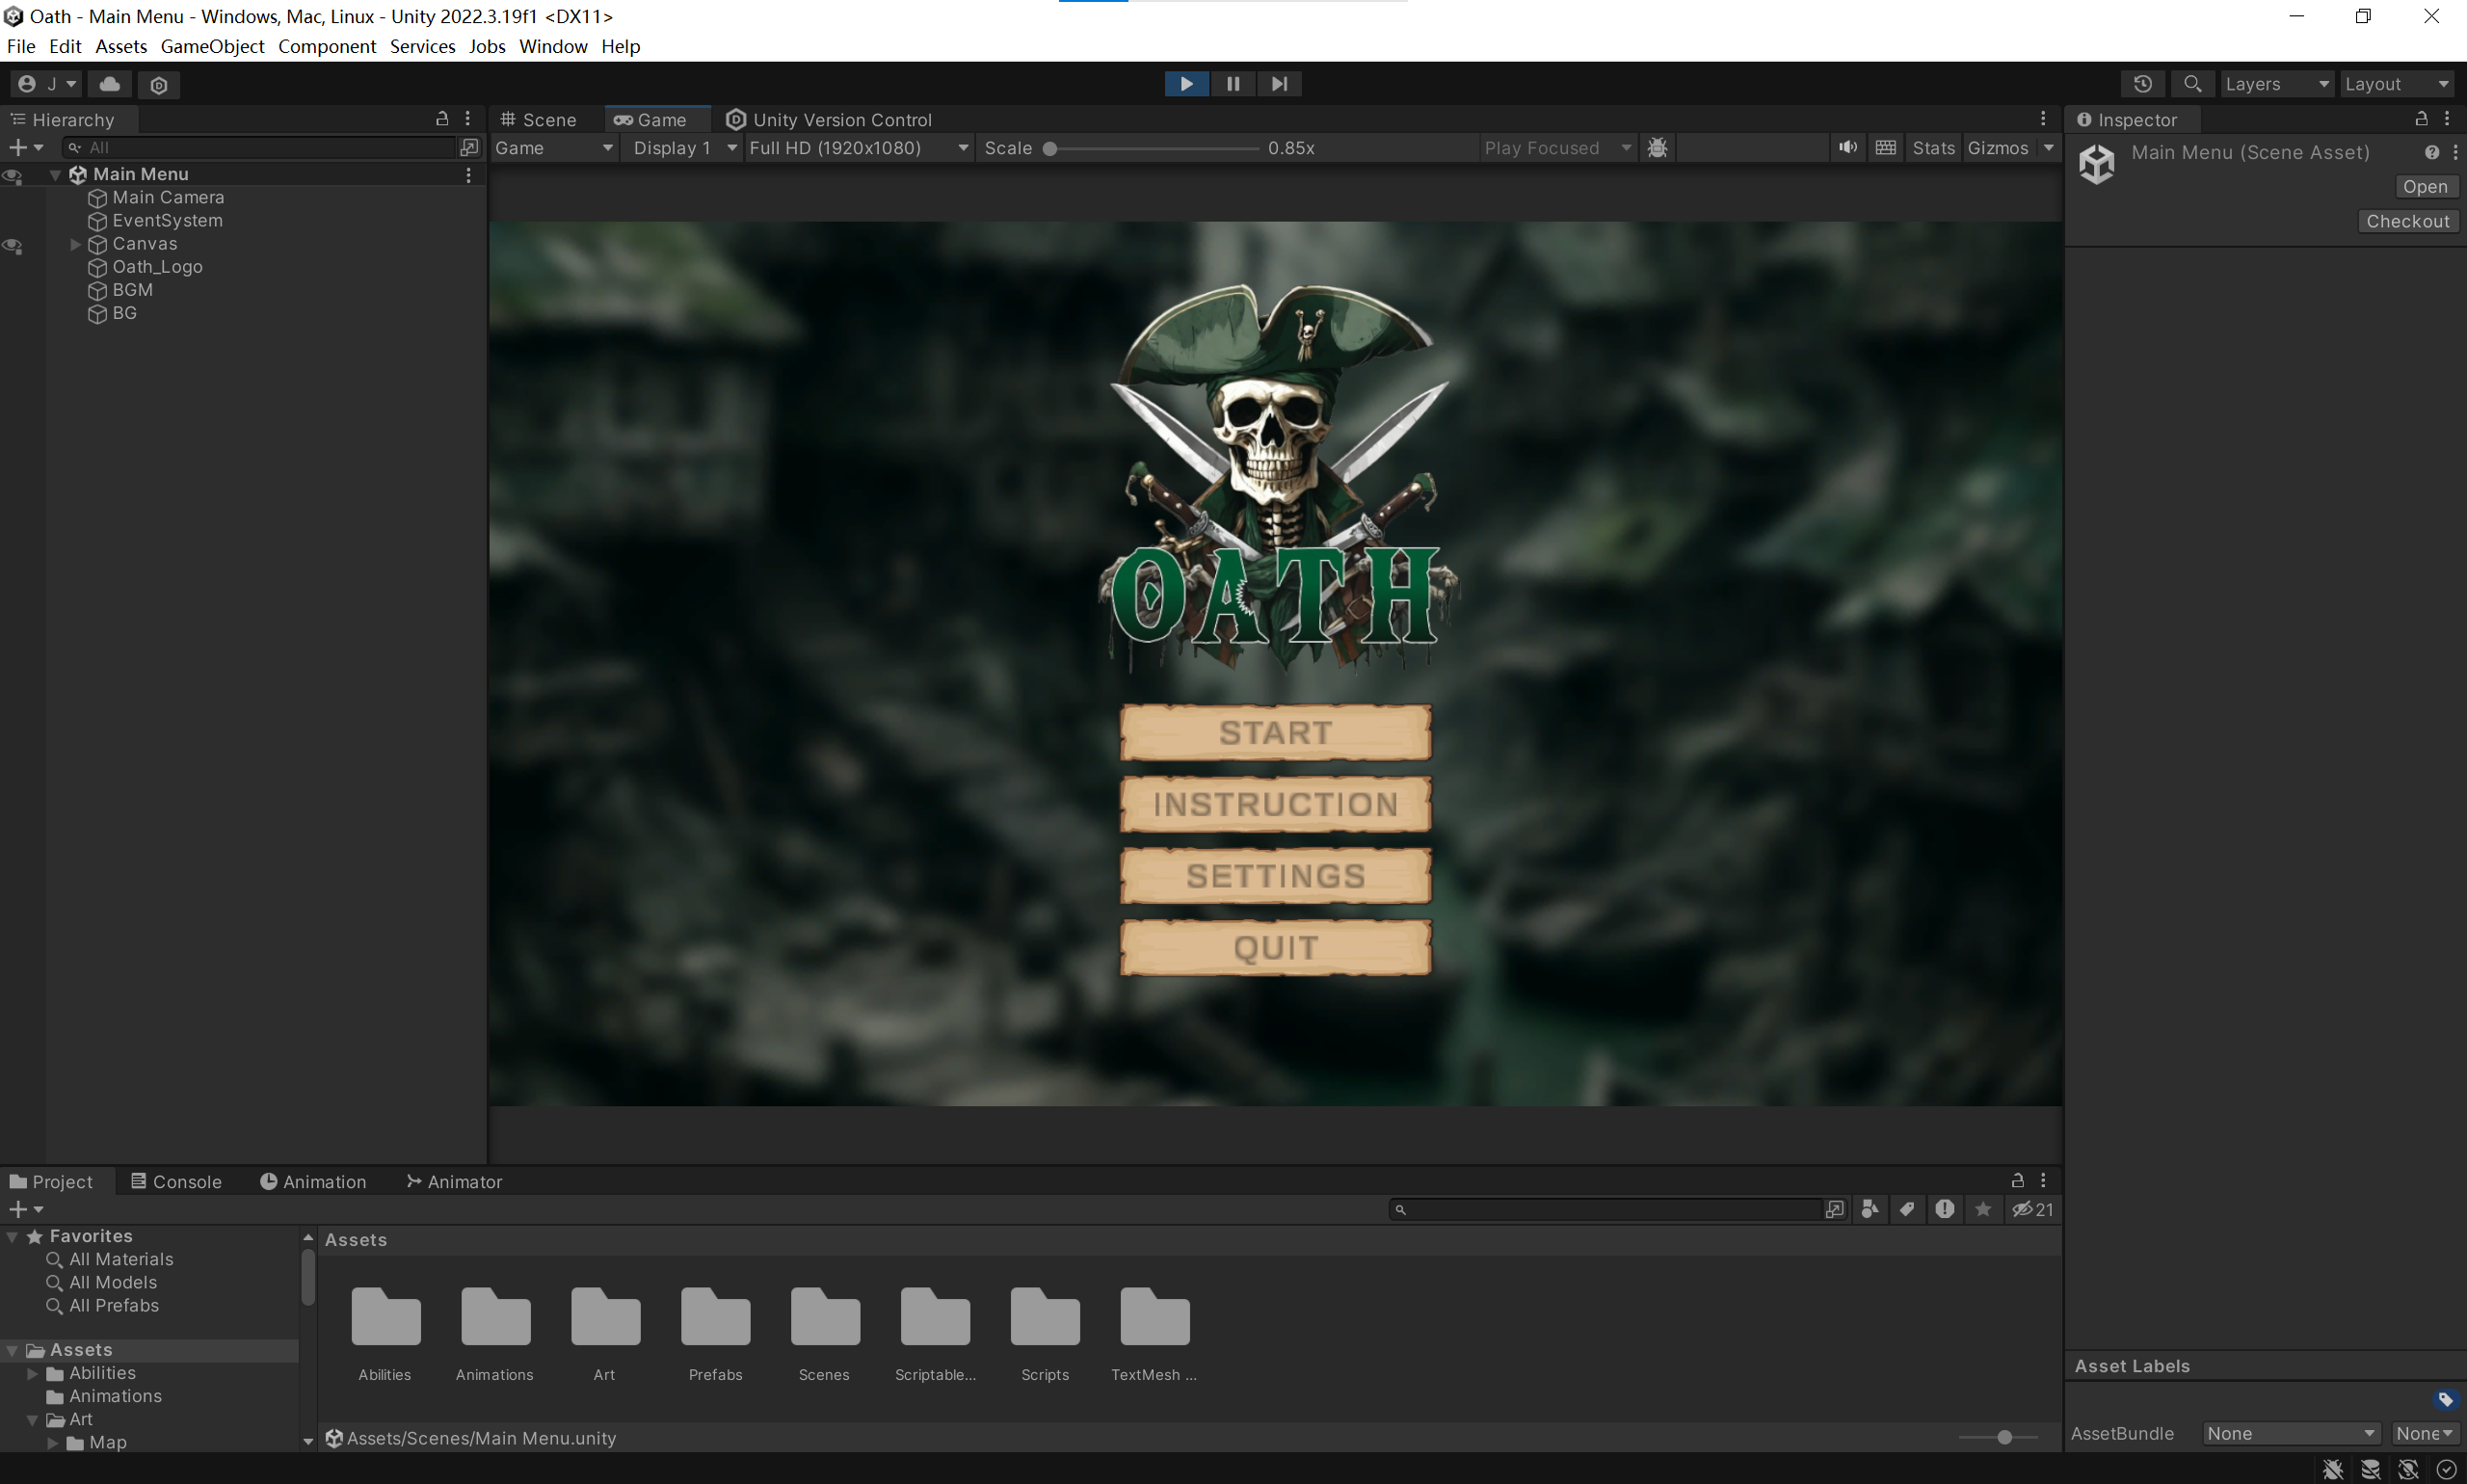 Oath - Main Menu - Windows, Mac, Linux - Unity 2022.3.19f1 <DX11>
File Edit Assets GameObject Component Services Jobs Window Help
J
Layers Layout
Hierarchy
Scene Game Unity Version Control
Inspector
All
Game Display 1 Full HD (1920x1080) Scale 0.85x Play Focused Stats Gizmos
Main Menu (Scene Asset)
Open
Checkout
Main Menu
Main Camera
EventSystem
Canvas
Oath_Logo
BGM
BG
OATH
START
INSTRUCTION
SETTINGS
QUIT
Project Console Animation Animator
21
Favorites
All Materials
All Models
All Prefabs
Assets
Abilities
Animations
Art
Map
Assets
Abilities Animations Art Prefabs Scenes Scriptable... Scripts TextMesh ...
Assets/Scenes/Main Menu.unity
Asset Labels
AssetBundle None None